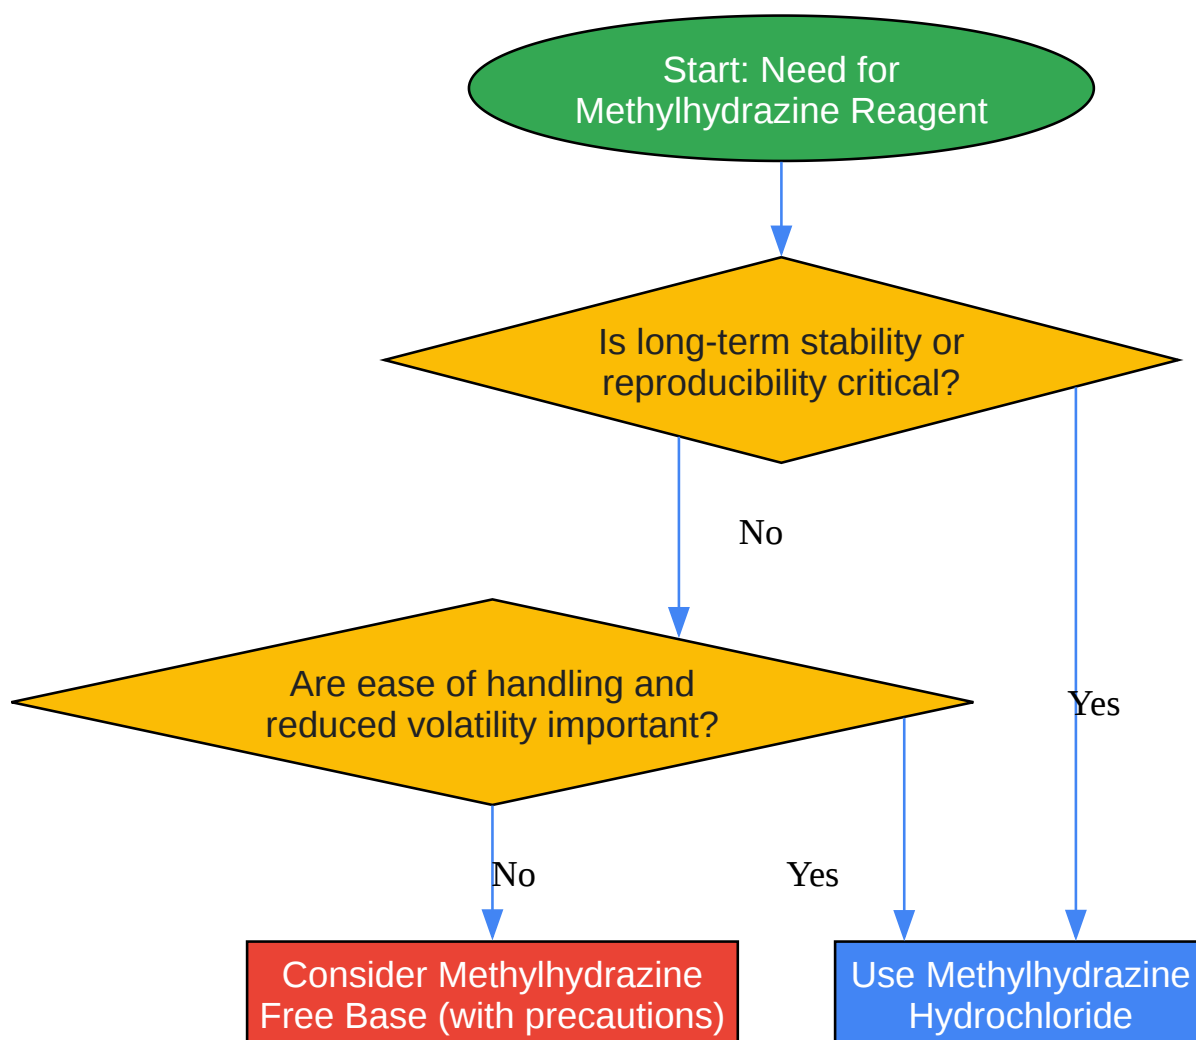 Start: Need for
Methylhydrazine Reagent
Is long-term stability or
reproducibility critical?
No
Are ease of handling and
reduced volatility important?
Yes
No
Yes
Consider Methylhydrazine
Free Base (with precautions)
Use Methylhydrazine
Hydrochloride